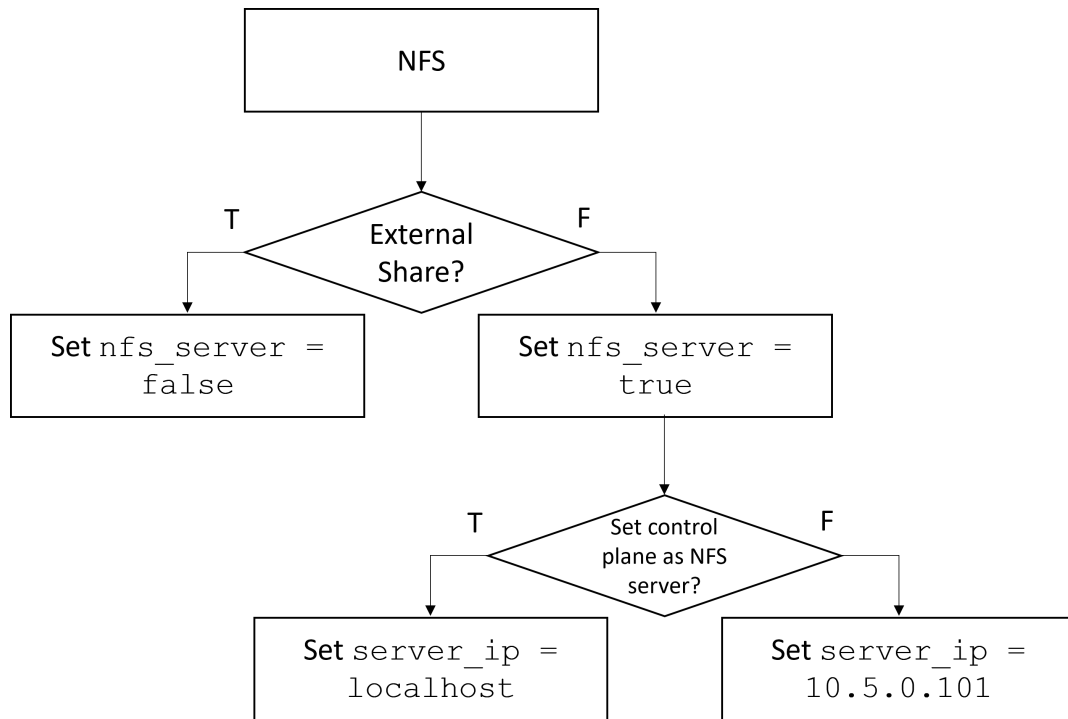 NFS
T
F
External
Share?
Set nfs_server =
false
Set nfs_server =
true
T
F
Set control
plane as NFS
server?
Set server_ip =
localhost
Set server_ip =
10.5.0.101